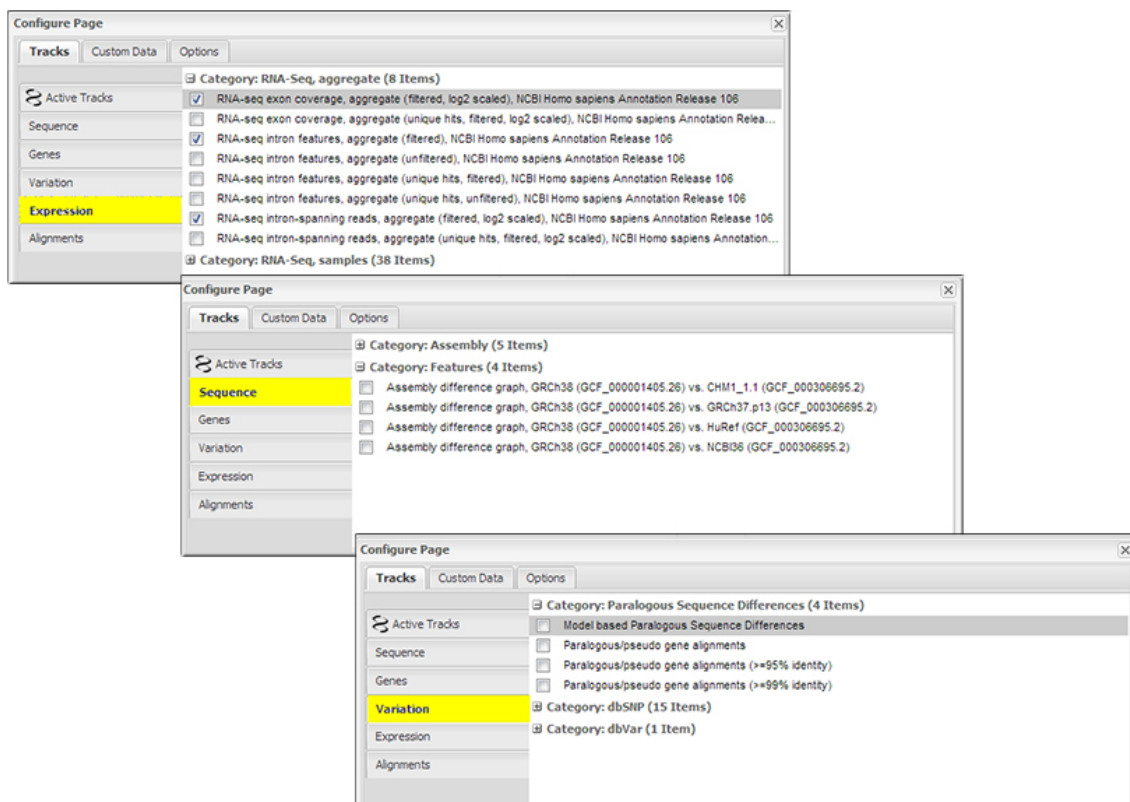 Configure Page
Tracks Custom Data Options
Category: RNA-Seq, aggregate (8 Items)
Active Tracks
RNA-seq exon coverage, aggregate (filtered, log2 scaled), NCBI Homo sapiens Annotation Release 106
RNA-seq exon coverage, aggregate (unique hits, filtered, log2 scaled), NCBI Homo sapiens Annotation Relea...
Sequence
RNA-seq intron features, aggregate (filtered), NCBI Homo sapiens Annotation Release 106
Genes
RNA-seq intron features, aggregate (unfiltered), NCBI Homo sapiens Annotation Release 106
RNA-seq intron features, aggregate (unique hits, filtered), NCBI Homo sapiens Annotation Release 106
Variation
RNA-seq intron features, aggregate (unique hits, unfiltered), NCBI Homo sapiens Annotation Release 106
Expression
RNA-seq intron-spanning reads, aggregate (filtered, log2 scaled), NCBI Homo sapiens Annotation Release 106
Alignments
RNA-seq intron-spanning reads, aggregate (unique hits, filtered, log2 scaled), NCBI Homo sapiens Annotation...
Category: RNA-Seq, samples (38 Items)
Configure Page
Tracks Custom Data Options
Category: Assembly (5 Items)
Active Tracks
Category: Features (4 Items)
Sequence
Assembly difference graph, GRCh38 (GCF_000001405.26) vs. CHM1_1.1 (GCF_000306695.2)
Assembly difference graph, GRCh38 (GCF_000001405.26) vs. GRCh37.p13 (GCF_000306695.2)
Genes
Assembly difference graph, GRCh38 (GCF_000001405.26) vs. HuRef (GCF_000306695.2)
Variation
Assembly difference graph, GRCh38 (GCF_000001405.26) vs. NCBI36 (GCF_000306695.2)
Expression
Alignments
Configure Page
Tracks Custom Data Options
Category: Paralogous Sequence Differences (4 Items)
Active Tracks
Model based Paralogous Sequence Differences
Paralogous/pseudo gene alignments
Sequence
Paralogous/pseudo gene alignments (>=95% identity)
Genes
Paralogous/pseudo gene alignments (>=99% identity)
Variation
Category: dbSNP (15 Items)
Category: dbVar (1 Item)
Expression
Alignments